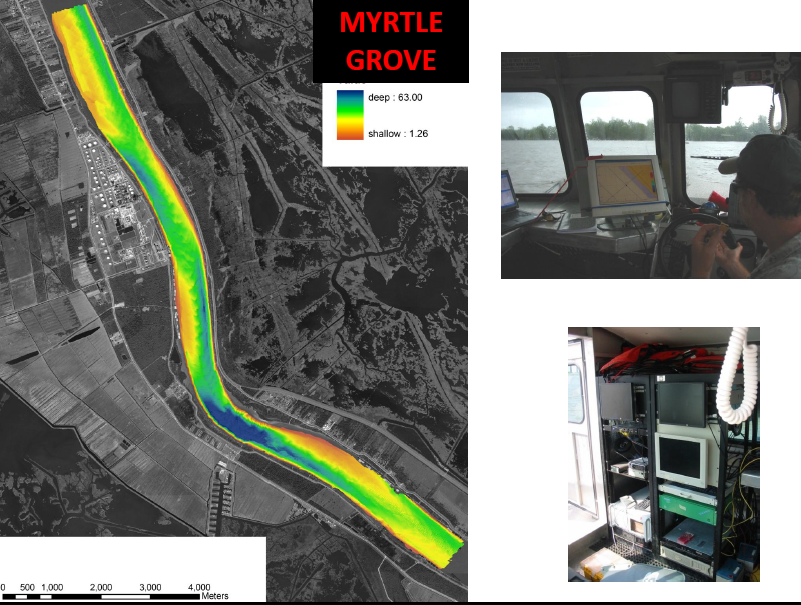 MYRTLE
GROVE
deep : 63.00
shallow : 1.26
0 500 1,000 2,000 3,000 4,000
Meters